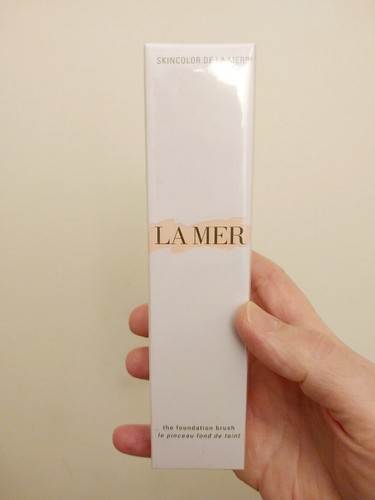 SKINCOLOR DE LA MER
LA MER
the foundation brush
le pinceau fond de teint